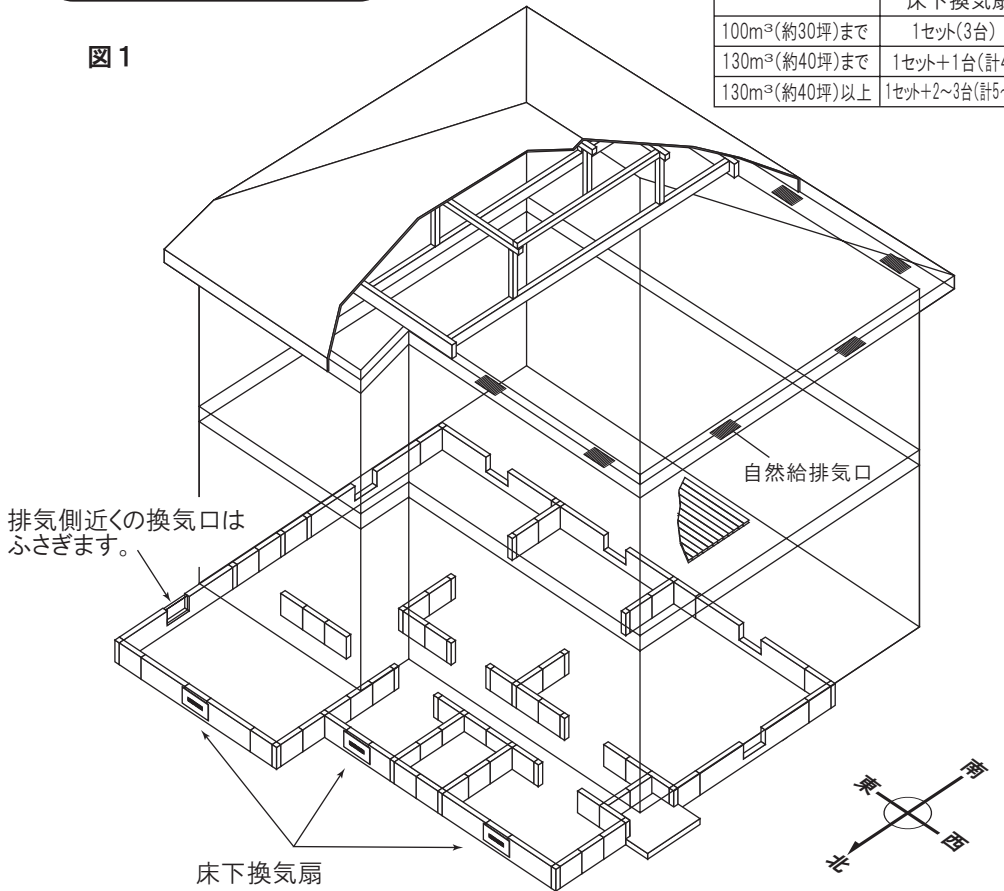 図1
床下換気扇
100m³(約30坪)まで 1セット(3台)
130m³(約40坪)まで 1セット+1台(計4
130m³(約40坪)以上 1セット+2~3台(計5~
自然給排気口
排気側近くの換気口は
ふさぎます。
床下換気扇
南
東
西
北